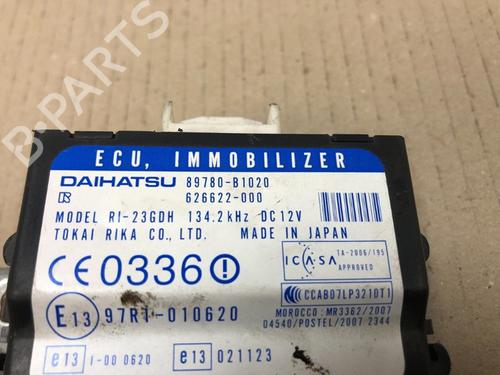 B-PARTS
ECU, IMMOBILIZER
DAIHATSU 89780-B1020
626622-000
MODEL RI-23GDH 134.2kHz DC12V
TOKAI RIKA CO., LTD. MADE IN JAPAN
CE0336
ICASA TA-2006/195
APPROVED
CCAB07LP3210T1
E13 97RT-010620
MOROCCO: MR3362/2007
04540/POSTEL/2007 2344
e13 1-00 0620 e13 021123